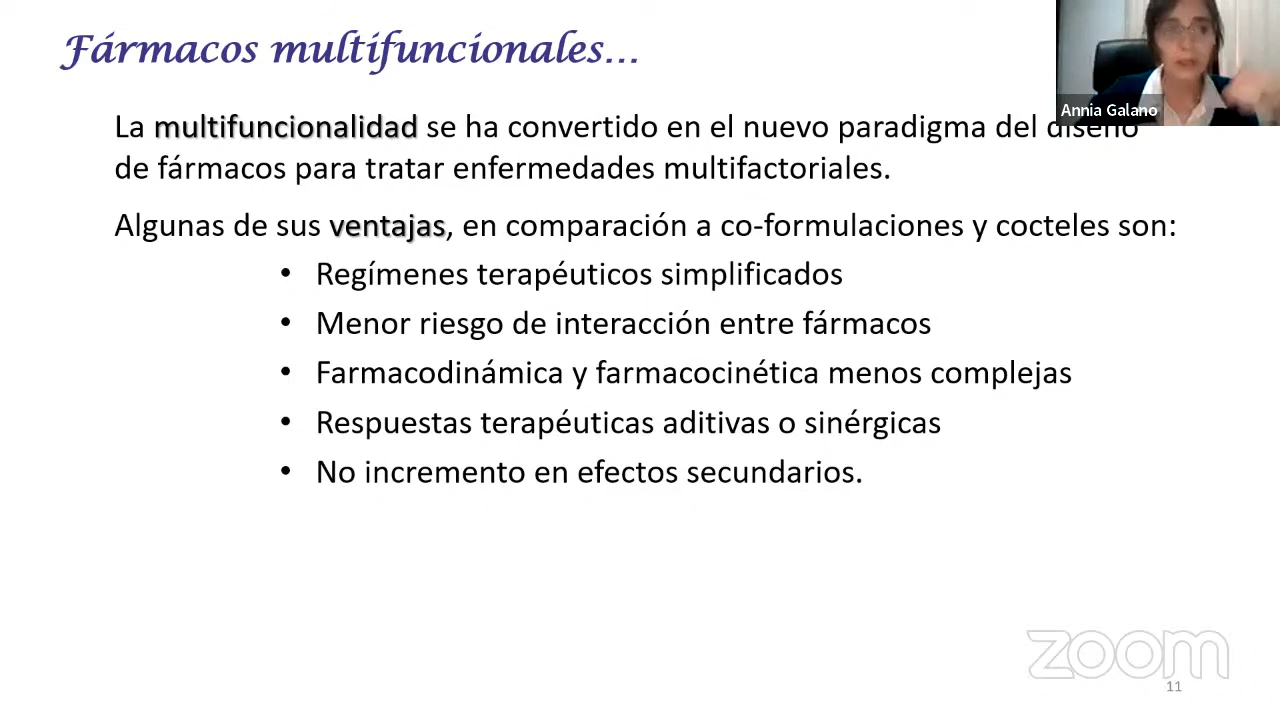 Fármacos multifuncionales...
Annia Galano
La multifuncionalidad se ha convertido en el nuevo paradigma del diseño
de fármacos para tratar enfermedades multifactoriales.
Algunas de sus ventajas, en comparación a co-formulaciones y cocteles son:
• Regímenes terapéuticos simplificados
• Menor riesgo de interacción entre fármacos
• Farmacodinámica y farmacocinética menos complejas
• Respuestas terapéuticas aditivas o sinérgicas
• No incremento en efectos secundarios.
zoom
11